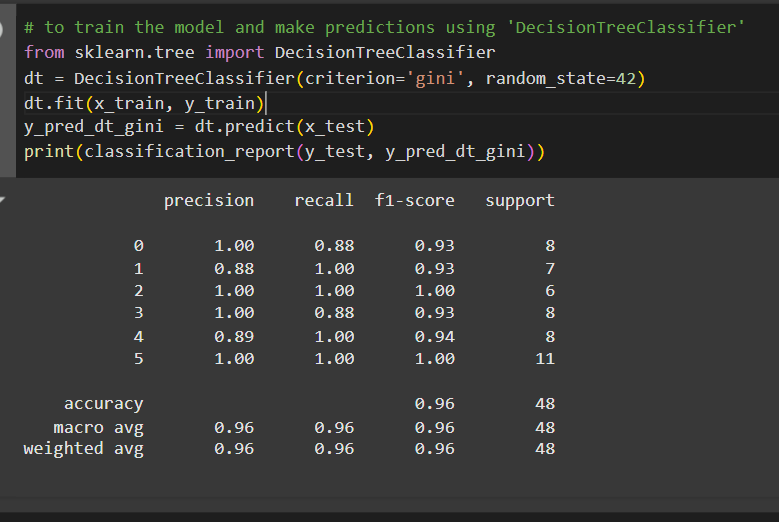 # to train the model and make predictions using 'DecisionTreeClassifier'
from sklearn.tree import DecisionTreeClassifier
dt = DecisionTreeClassifier(criterion='gini', random_state=42)
dt.fit(x_train, y_train)
y_pred_dt_gini = dt.predict(x_test)
print(classification_report(y_test, y_pred_dt_gini))
precision recall f1-score support
0 1.00 0.88 0.93 8
1 0.88 1.00 0.93 7
2 1.00 1.00 1.00 6
3 1.00 0.88 0.93 8
4 0.89 1.00 0.94 8
5 1.00 1.00 1.00 11
accuracy 0.96 48
macro avg 0.96 0.96 0.96 48
weighted avg 0.96 0.96 0.96 48